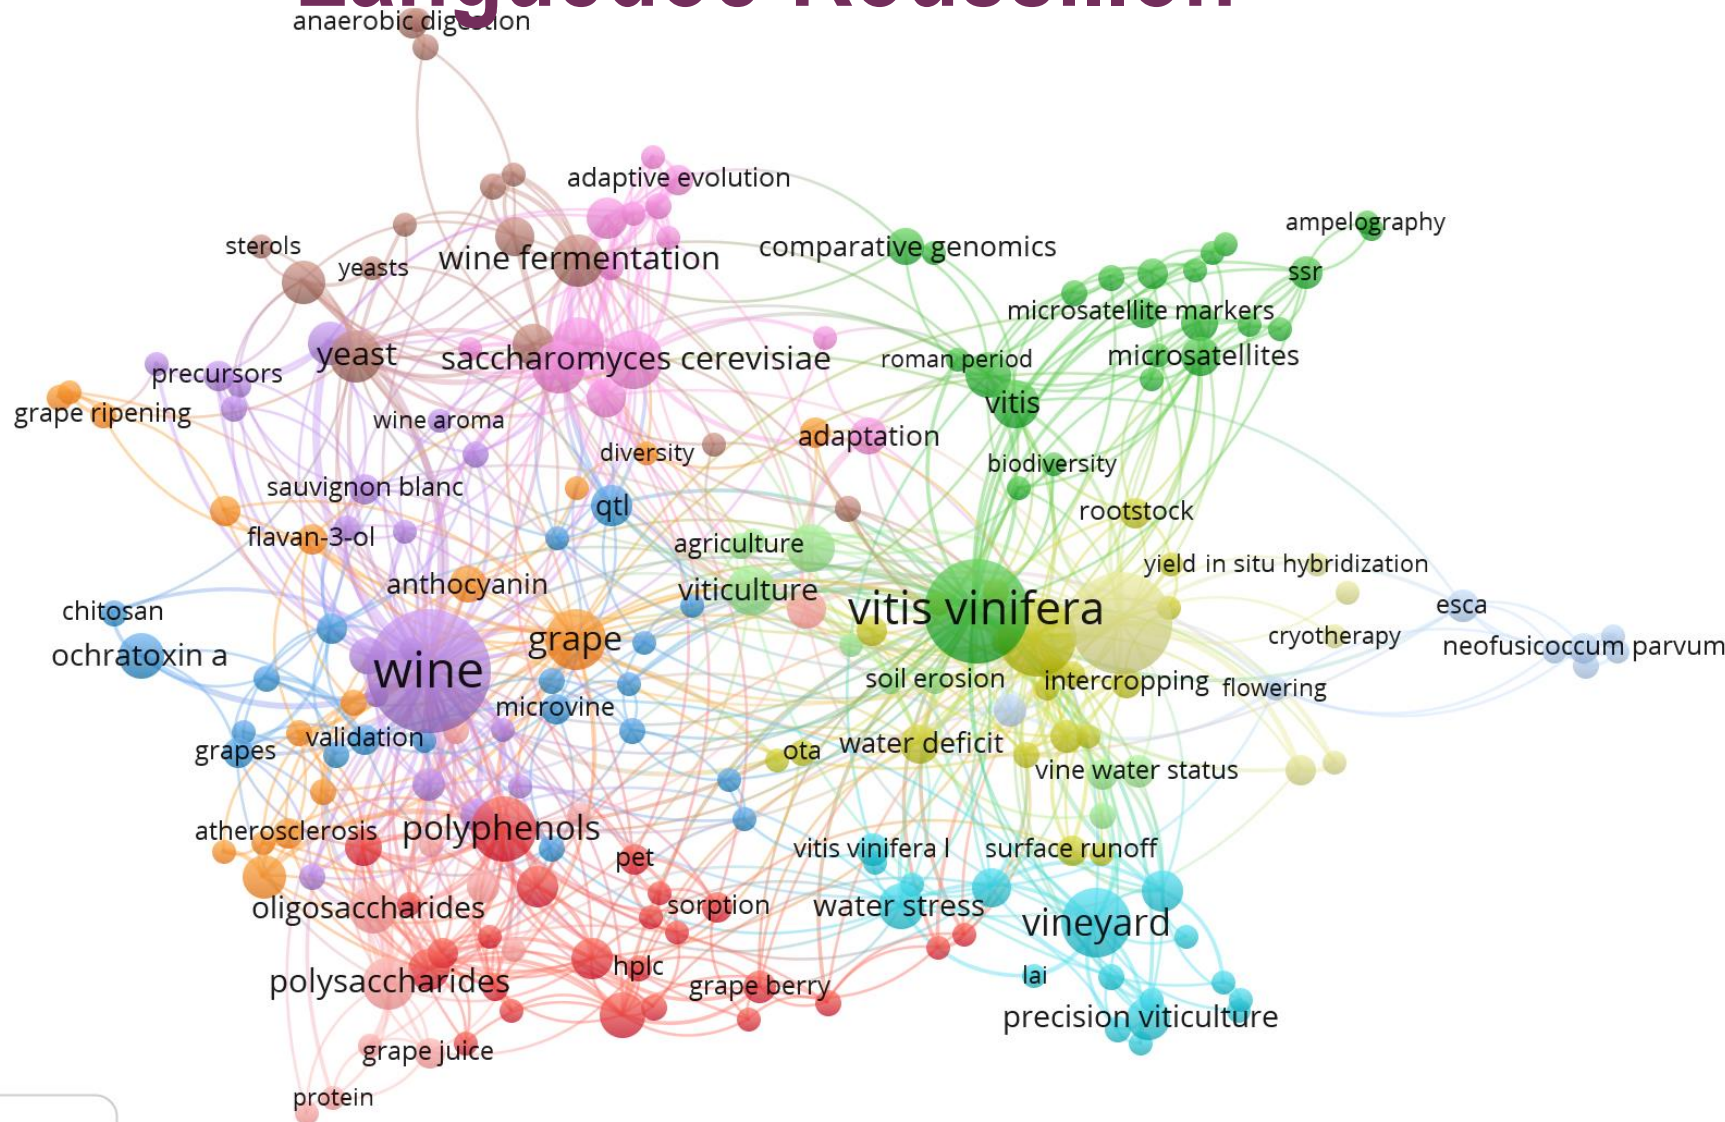 Languedoc Roussillon
anaerobic digestion
adaptive evolution
ampelography
sterols
yeasts
wine fermentation
comparative genomics
ssr
microsatellite markers
yeast
saccharomyces cerevisiae
roman period
microsatellites
precursors
grape ripening
wine aroma
vitis
diversity
adaptation
biodiversity
sauvignon blanc
qtl
rootstock
flavan-3-ol
agriculture
yield
in situ hybridization
anthocyanin
viticulture
chitosan
vitis vinifera
esca
ochratoxin a
grape
cryotherapy
neofusicoccum parvum
wine
soil erosion
intercropping
flowering
microvine
grapes
validation
ota
water deficit
vine water status
atherosclerosis
polyphenols
pet
vitis vinifera l
surface runoff
oligosaccharides
sorption
water stress
vineyard
polysaccharides
hplc
grape berry
lai
precision viticulture
grape juice
protein